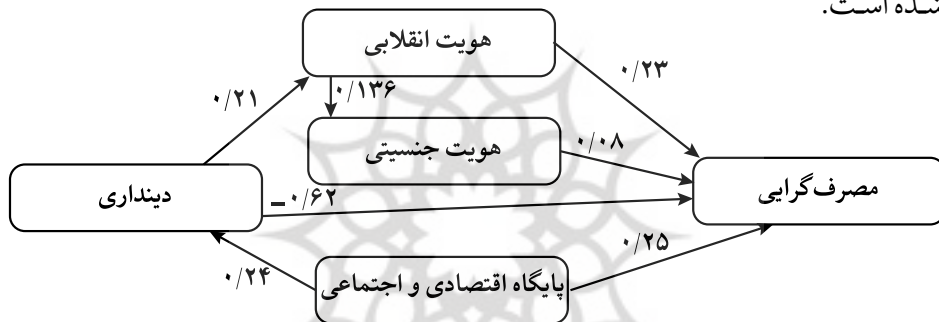 شده است.
هویت انقلابی
۰/۲۳
۰/۲۱
۰/۱۳۶
هویت جنسیتی
۰/۰۸
مصرف‌گرایی
دینداری
−۰/۶۲
۰/۲۵
۰/۲۴
پایگاه اقتصادی و اجتماعی